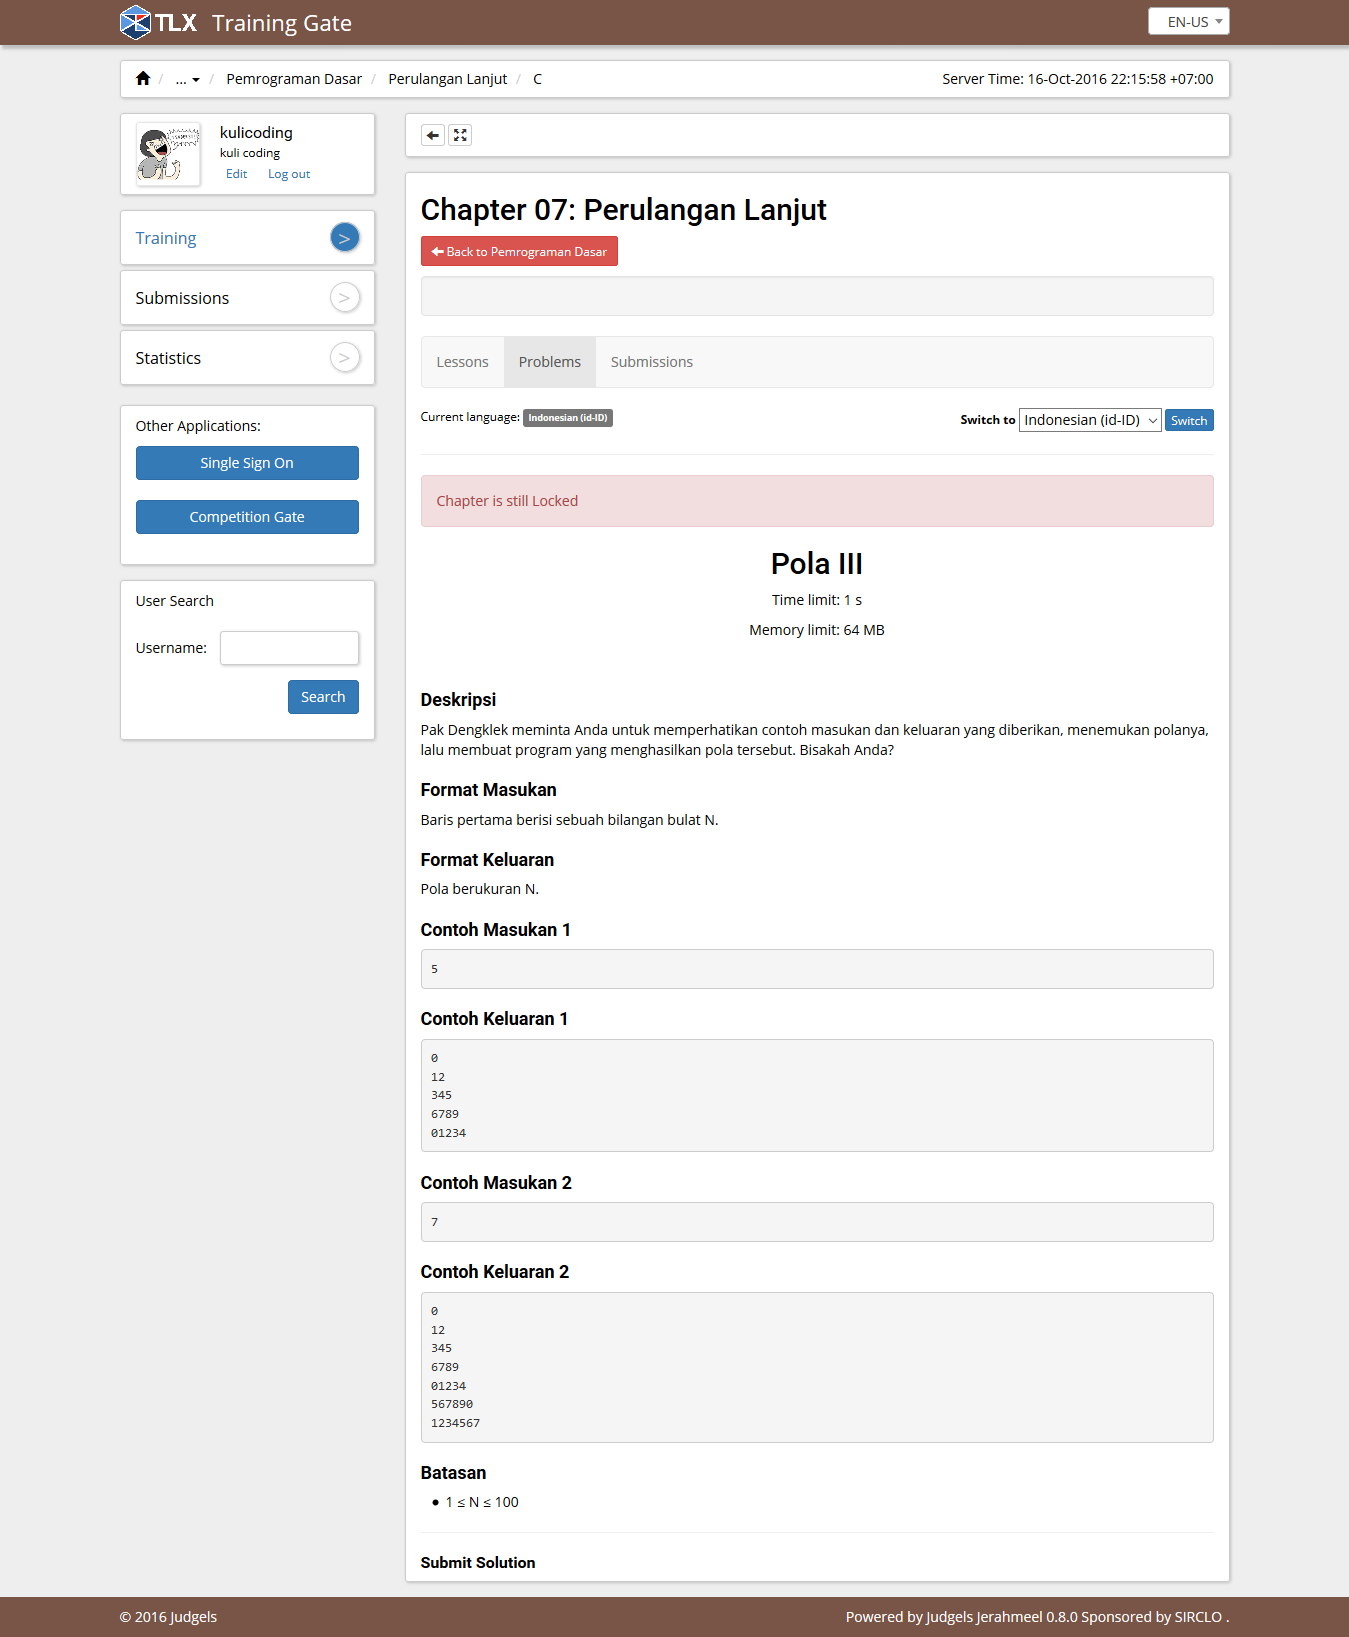 TLX Training Gate
EN-US
... / Pemrograman Dasar / Perulangan Lanjut / C
Server Time: 16-Oct-2016 22:15:58 +07:00
kulicoding
kuli coding
Edit Log out
Training >
Submissions >
Statistics >
Other Applications:
Single Sign On
Competition Gate
User Search
Username:
Search
Chapter 07: Perulangan Lanjut
Back to Pemrograman Dasar
Lessons Problems Submissions
Current language: Indonesian (id-ID)
Switch to Indonesian (id-ID) Switch
Chapter is still Locked
Pola III
Time limit: 1 s
Memory limit: 64 MB
Deskripsi
Pak Dengklek meminta Anda untuk memperhatikan contoh masukan dan keluaran yang diberikan, menemukan polanya,
lalu membuat program yang menghasilkan pola tersebut. Bisakah Anda?
Format Masukan
Baris pertama berisi sebuah bilangan bulat N.
Format Keluaran
Pola berukuran N.
Contoh Masukan 1
5
Contoh Keluaran 1
0
12
345
6789
01234
Contoh Masukan 2
7
Contoh Keluaran 2
0
12
345
6789
01234
567890
1234567
Batasan
• 1 ≤ N ≤ 100
Submit Solution
© 2016 Judgels
Powered by Judgels Jerahmeel 0.8.0 Sponsored by SIRCLO .